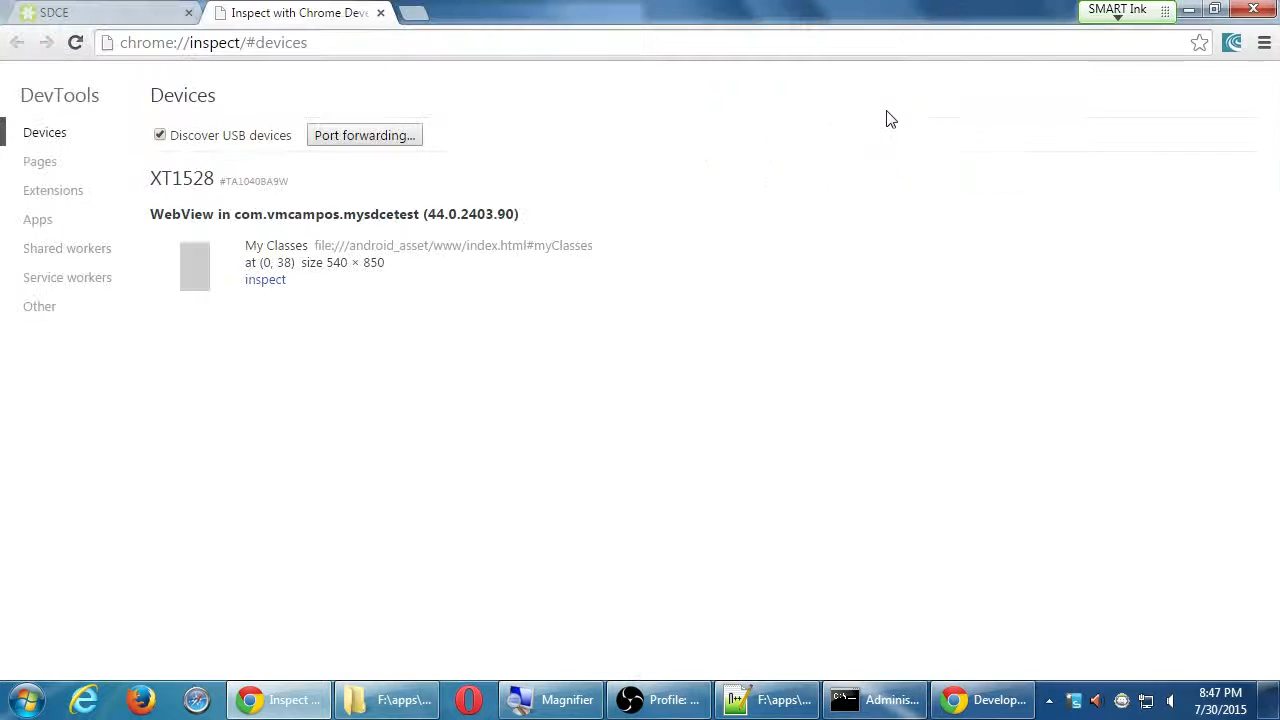 SDCE
Inspect with Chrome Deve
SMART Ink
chrome://inspect/#devices
DevTools
Devices
Pages
Extensions
Apps
Shared workers
Service workers
Other
Devices
Discover USB devices
Port forwarding...
XT1528 #TA1040BA9W
WebView in com.vmcampos.mysdcetest (44.0.2403.90)
My Classes file:///android_asset/www/index.html#myClasses
at (0, 38) size 540 × 850
inspect
Inspect ...
F:\apps\...
Magnifier
Profile: ...
F:\apps\...
Adminis...
Develop...
8:47 PM
7/30/2015